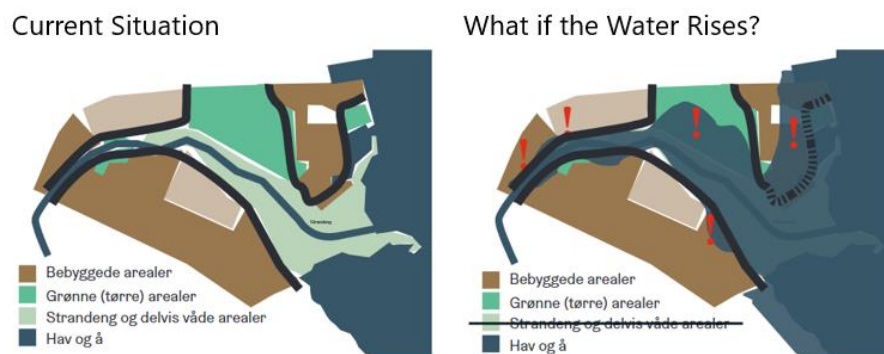 Current Situation
What if the Water Rises?
Strandeng
Bebyggede arealer
Grønne (tørre) arealer
Strandeng og delvis våde arealer
Hav og å
!
!
!
!
!
Bebyggede arealer
Grønne (tørre) arealer
Strandeng og delvis våde arealer
Hav og å